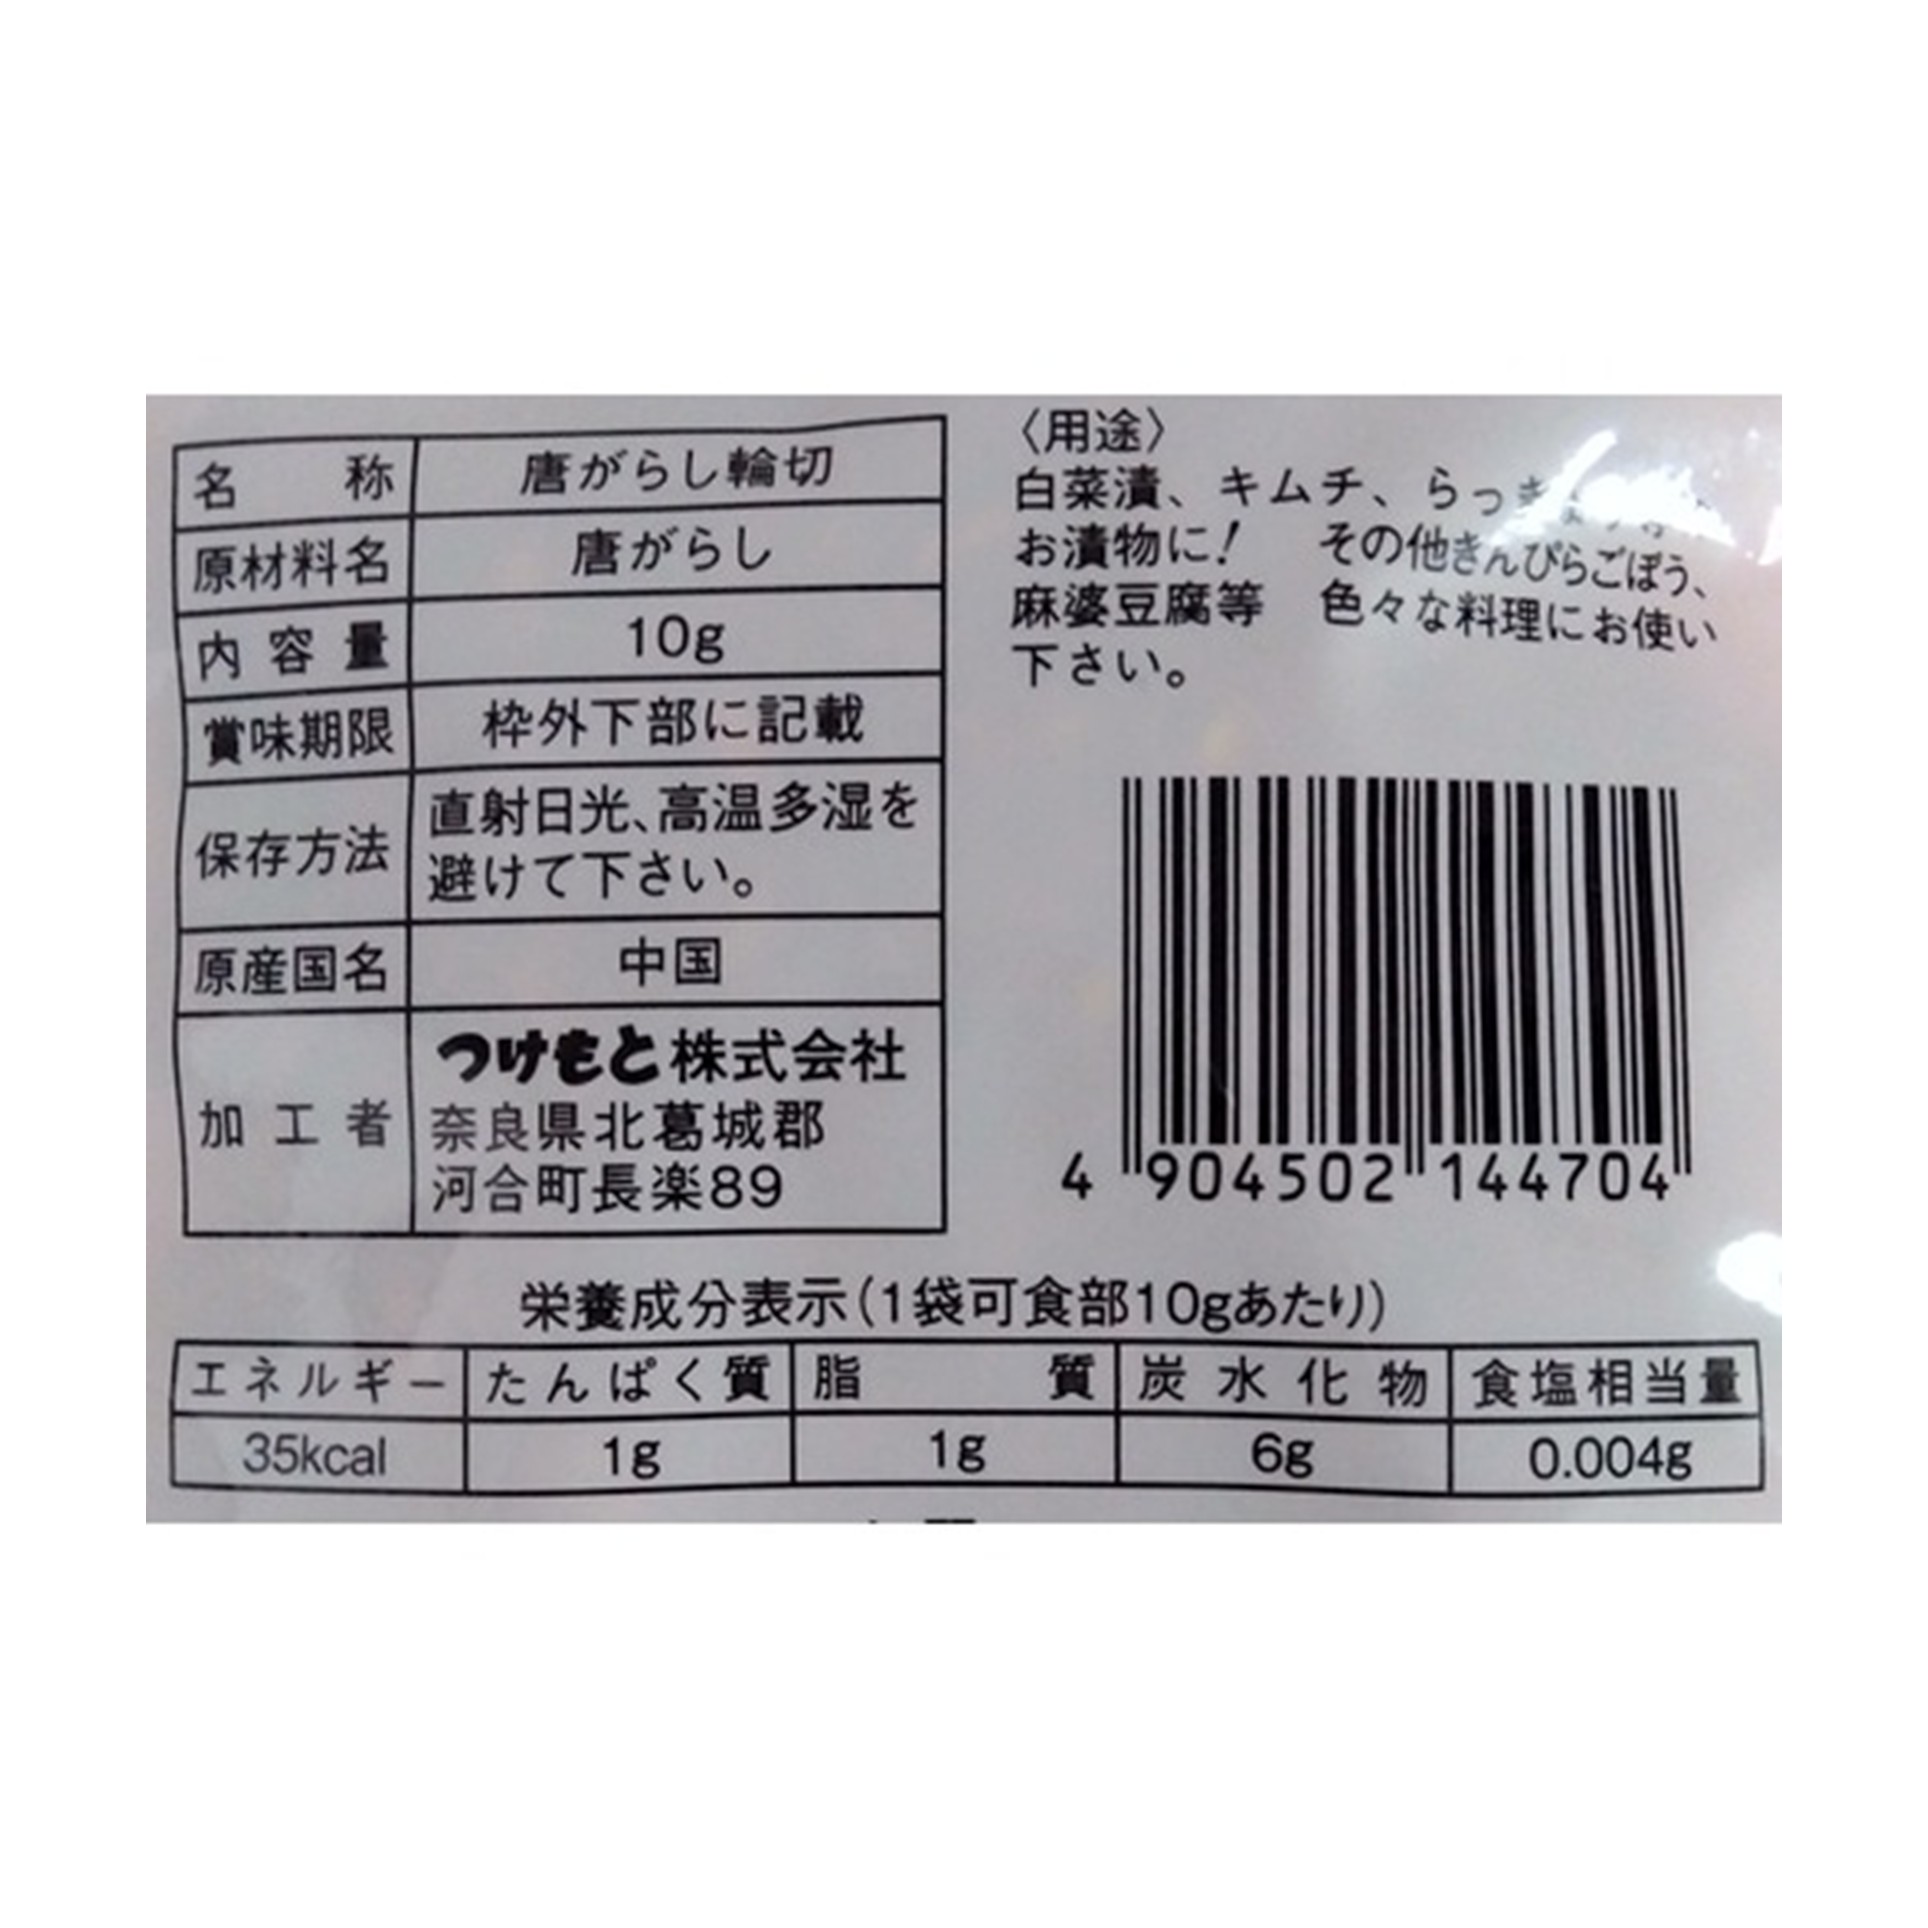 名称 唐がらし輪切
原材料名 唐がらし
内容量 10g
賞味期限 枠外下部に記載
保存方法 直射日光、高温多湿を
避けて下さい。
原産国名 中国
加工者 つけもと株式会社
奈良県北葛城郡
河合町長楽89
〈用途〉
白菜漬、キムチ、
お漬物に! その他きんぴらごぼう、
麻婆豆腐等 色々な料理にお使い
下さい。
4 904502 144704
栄養成分表示(1袋可食部10gあたり)
エネルギー たんぱく質 脂質 炭水化物 食塩相当量
35kcal 1g 1g 6g 0.004g